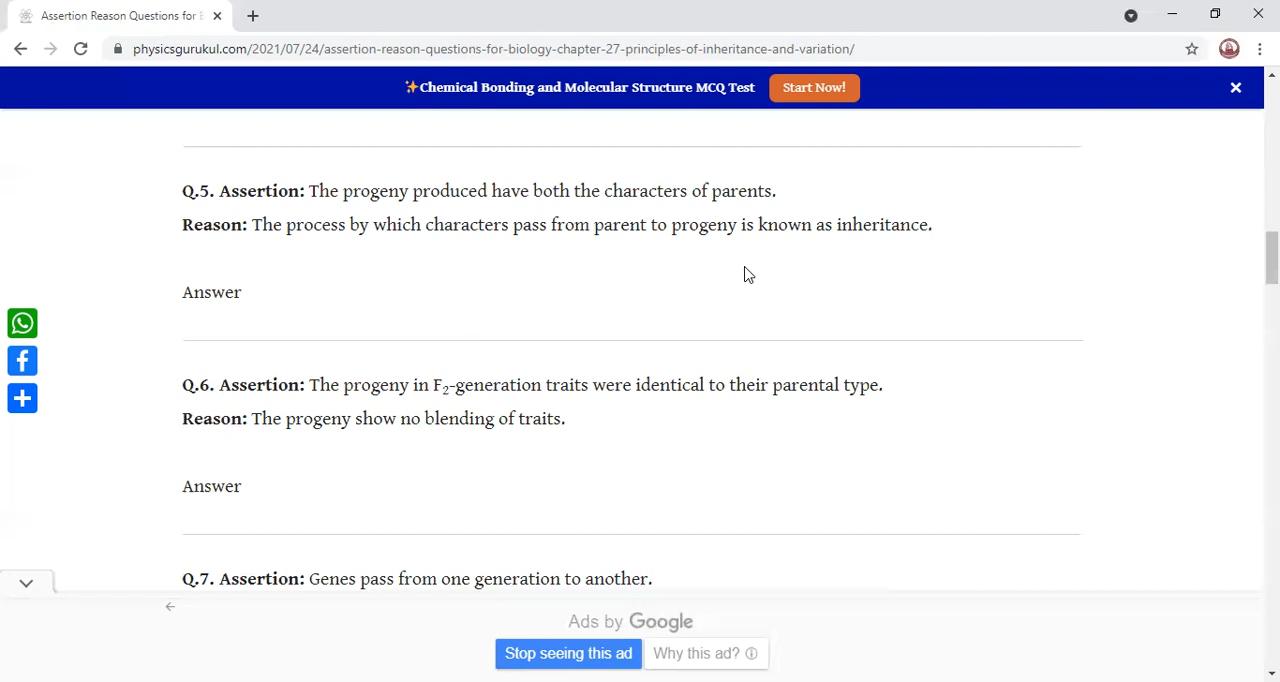 Assertion Reason Questions for
physicsgurukul.com/2021/07/24/assertion-reason-questions-for-biology-chapter-27-principles-of-inheritance-and-variation/
✨Chemical Bonding and Molecular Structure MCQ Test Start Now!
Q.5. Assertion: The progeny produced have both the characters of parents.
Reason: The process by which characters pass from parent to progeny is known as inheritance.
Answer
Q.6. Assertion: The progeny in F₂-generation traits were identical to their parental type.
Reason: The progeny show no blending of traits.
Answer
Q.7. Assertion: Genes pass from one generation to another.
Ads by Google
Stop seeing this ad Why this ad?